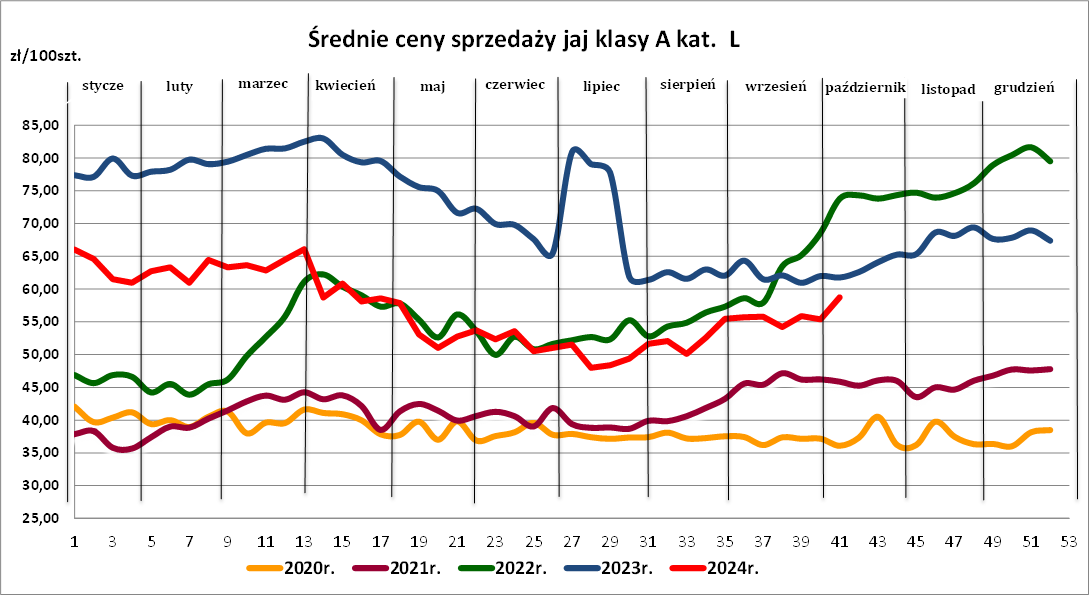 Średnie ceny sprzedaży jaj klasy A kat. L
zł/100szt.
stycze luty marzec kwiecień maj czerwiec lipiec sierpień wrzesień październik listopad grudzień
85,00
80,00
75,00
70,00
65,00
60,00
55,00
50,00
45,00
40,00
35,00
30,00
25,00
1 3 5 7 9 11 13 15 17 19 21 23 25 27 29 31 33 35 37 39 41 43 45 47 49 51 53
2020r. 2021r. 2022r. 2023r. 2024r.